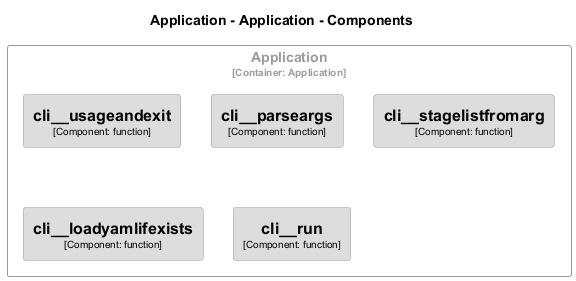 Application - Application - Components
Application
[Container: Application]
cli__usageandexit
[Component: function]
cli__parseargs
[Component: function]
cli__stagelistfromarg
[Component: function]
cli__loadyamlifexists
[Component: function]
cli__run
[Component: function]